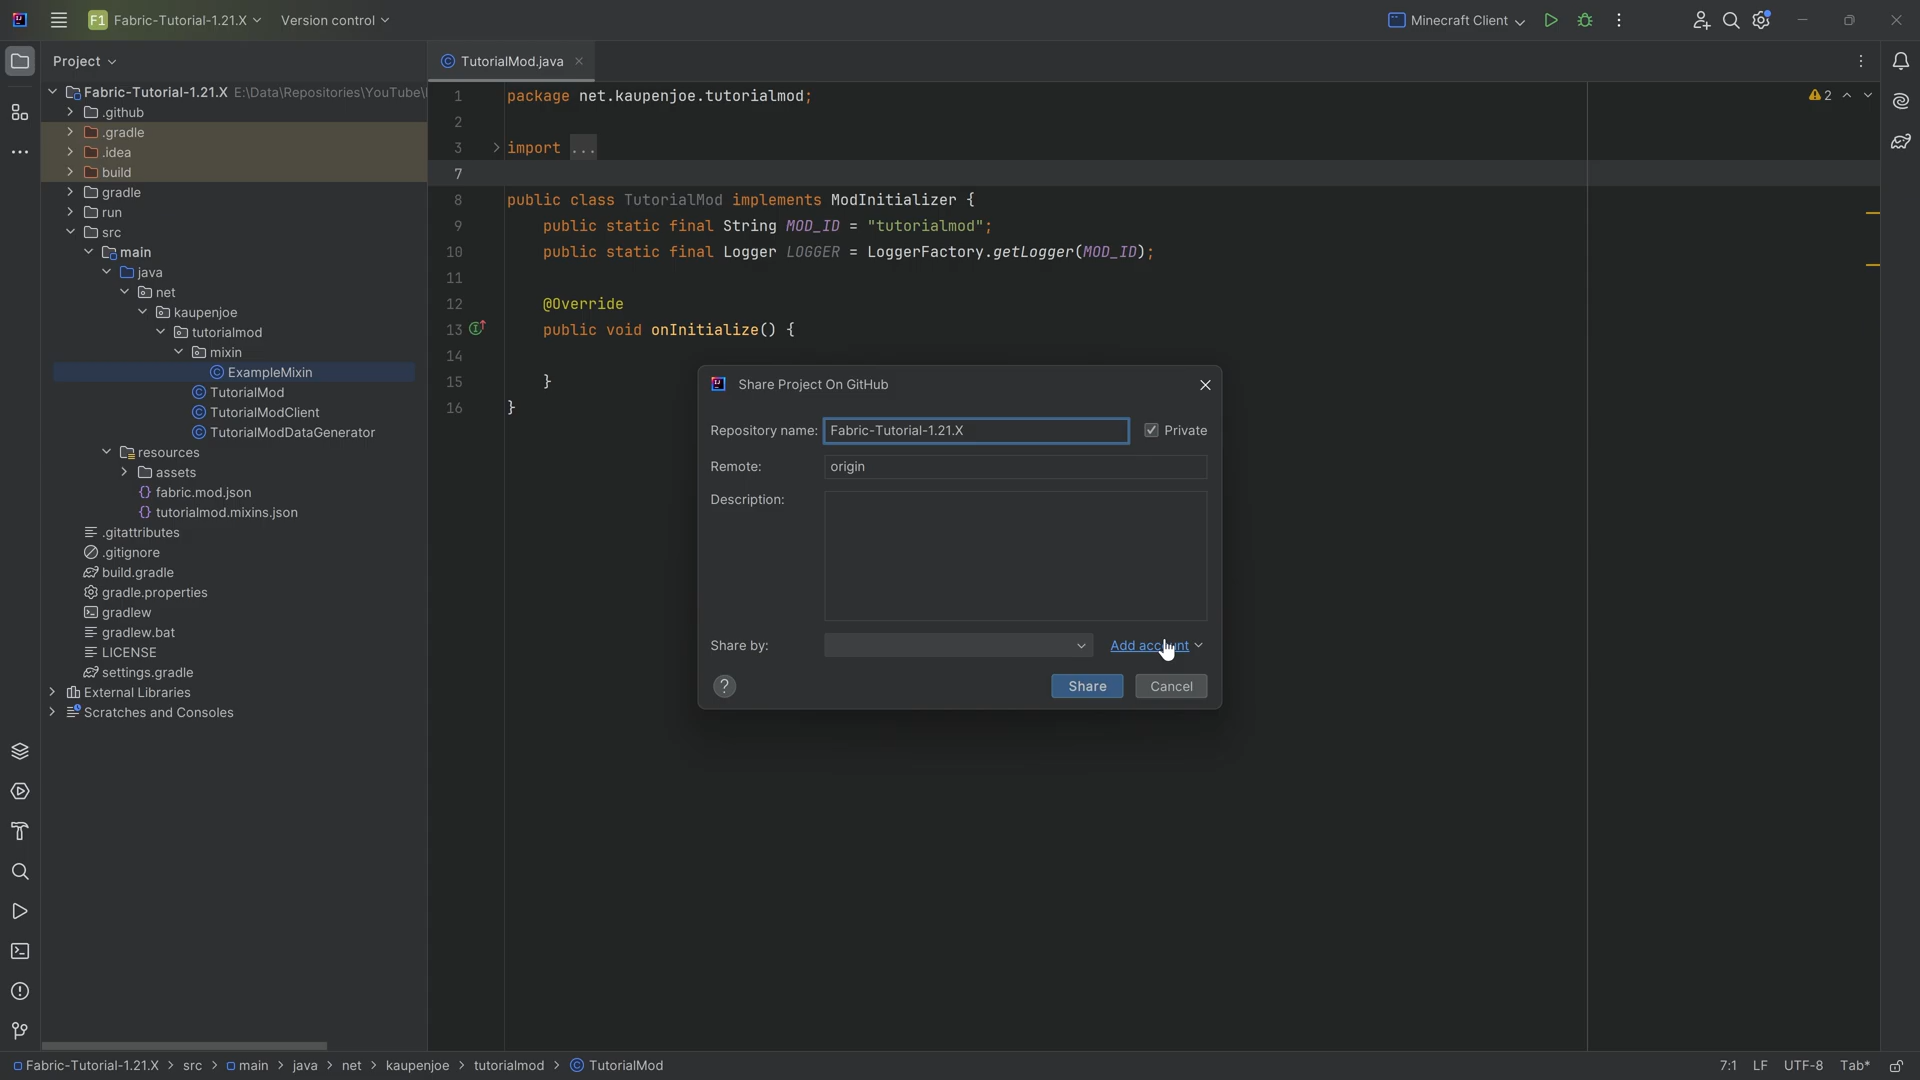 F1 Fabric-Tutorial-1.21.X Version control Minecraft Client
Project
TutorialMod.java
Fabric-Tutorial-1.21.X E:\Data\Repositories\YouTube\
.github
.gradle
.idea
build
gradle
run
src
main
java
net
kaupenjoe
tutorialmod
mixin
ExampleMixin
TutorialMod
TutorialModClient
TutorialModDataGenerator
resources
assets
fabric.mod.json
tutorialmod.mixins.json
.gitattributes
.gitignore
build.gradle
gradle.properties
gradlew
gradlew.bat
LICENSE
settings.gradle
External Libraries
Scratches and Consoles
1 package net.kaupenjoe.tutorialmod;
2
3 import ...
7
8 public class TutorialMod implements ModInitializer {
9 public static final String MOD_ID = "tutorialmod";
10 public static final Logger LOGGER = LoggerFactory.getLogger(MOD_ID);
11
12 @Override
13 public void onInitialize() {
14
15 }
16 }
2
Share Project On GitHub
Repository name: Fabric-Tutorial-1.21.X Private
Remote: origin
Description:
Share by: Add account
? Share Cancel
Fabric-Tutorial-1.21.X > src > main > java > net > kaupenjoe > tutorialmod > TutorialMod
7:1 LF UTF-8 Tab*